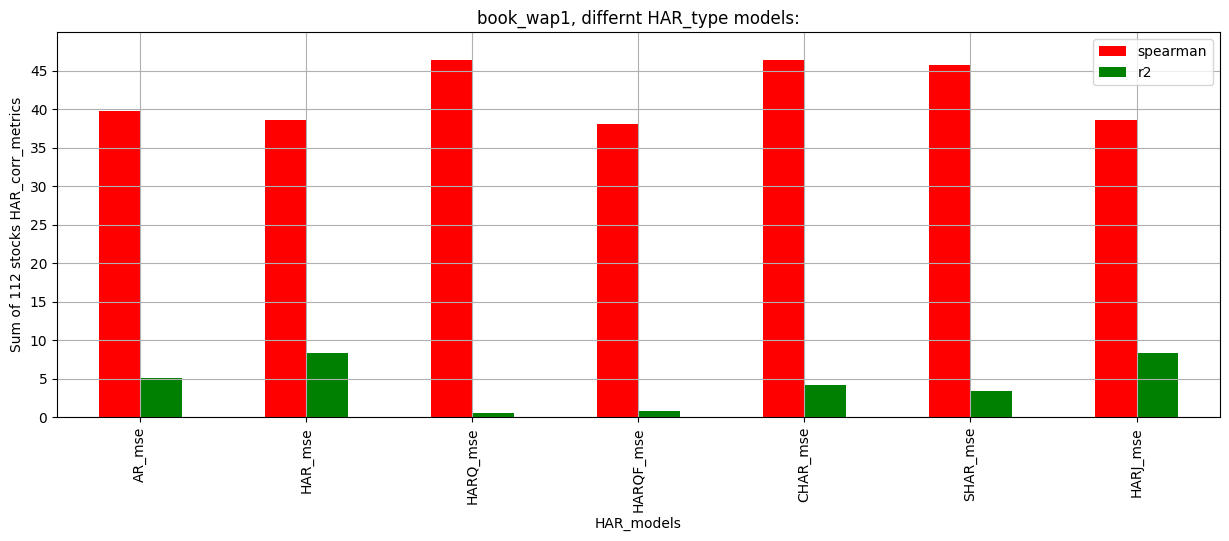 book_wap1, differnt HAR_type models:
spearman
r2
Sum of 112 stocks HAR_corr_metrics
45
40
35
30
25
20
15
10
5
0
AR_mse
HAR_mse
HARQ_mse
HARQF_mse
CHAR_mse
SHAR_mse
HARJ_mse
HAR_models